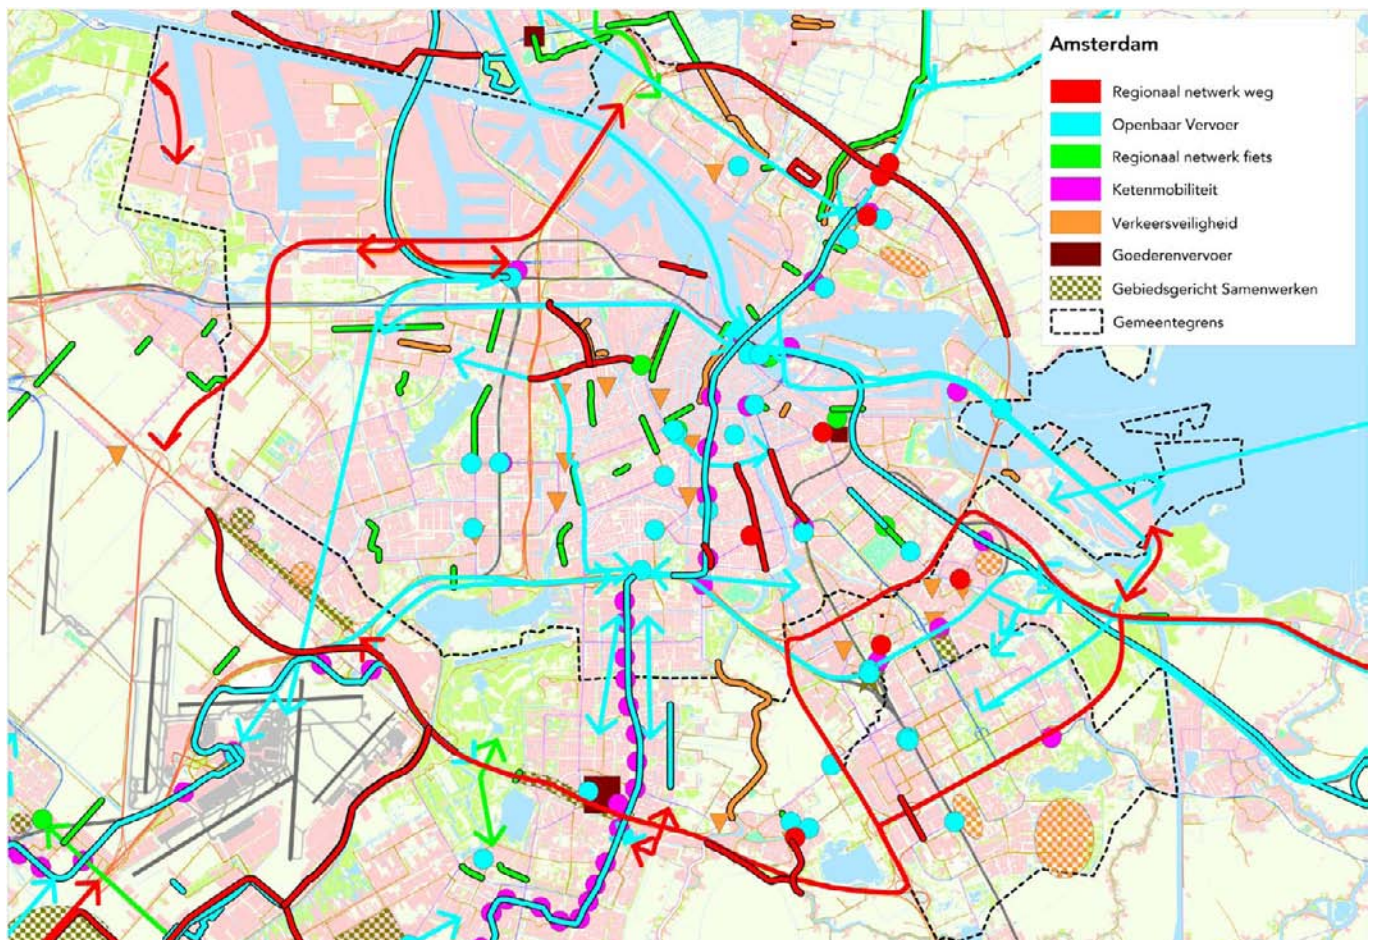 Amsterdam
Regionaal netwerk weg
Openbaar Vervoer
Regionaal netwerk fiets
Ketenmobiliteit
Verkeersveiligheid
Goederenvervoer
Gebiedsgericht Samenwerken
Gemeentegrens